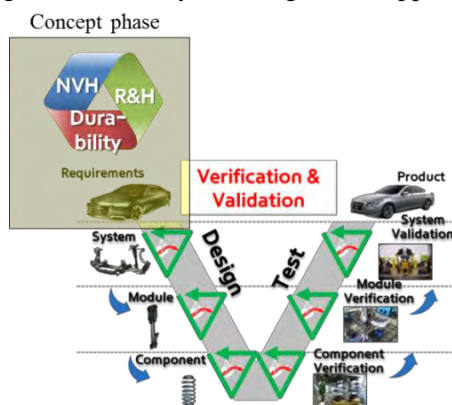 Concept phase
NVH
R&H
Dura-
bility
Requirements
Verification &
Validation
Product
System
Validation
System
Design
Test
Module
Verification
Module
Component
Component
Verification